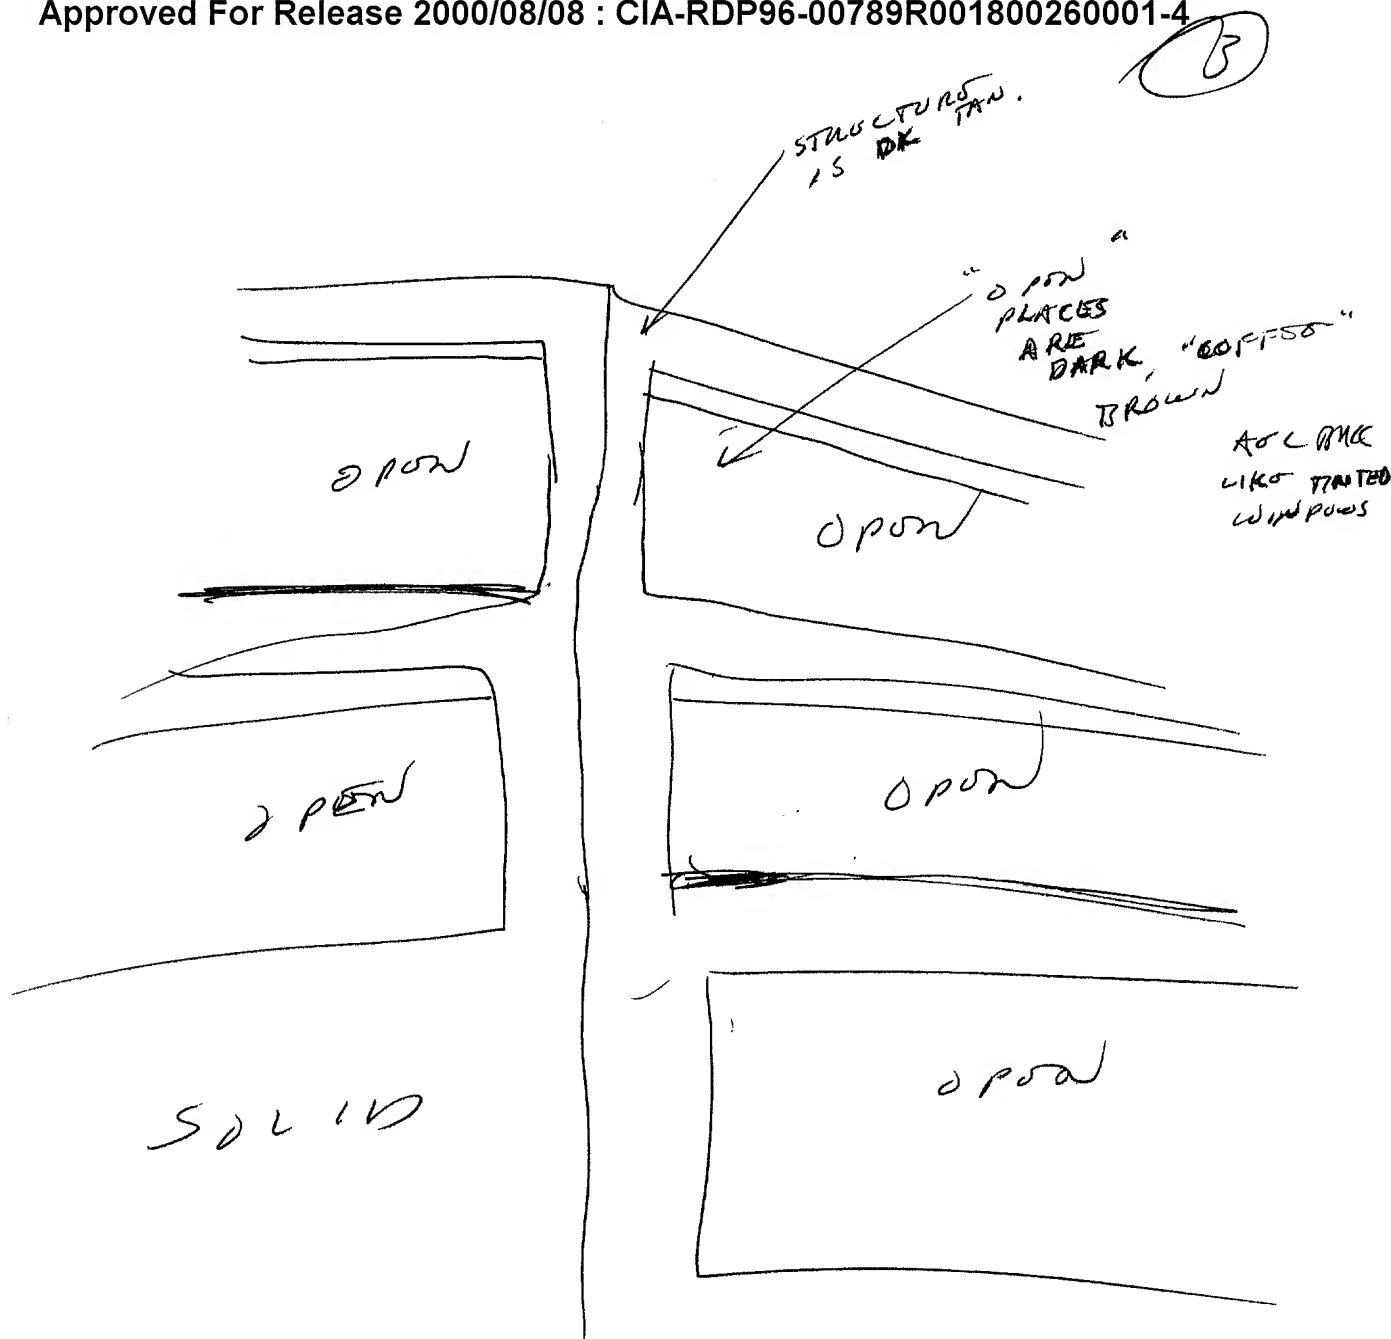 Approved For Release 2000/08/08 : CIA-RDP96-00789R001800260001-4
3
STRUCTURE
IS DK TAN.
"OPEN"
PLACES
ARE
DARK, "COFFEE"
BROWN
LIKE TINTED
WINDOWS
OPEN
OPEN
OPEN
OPEN
OPEN
SOLID